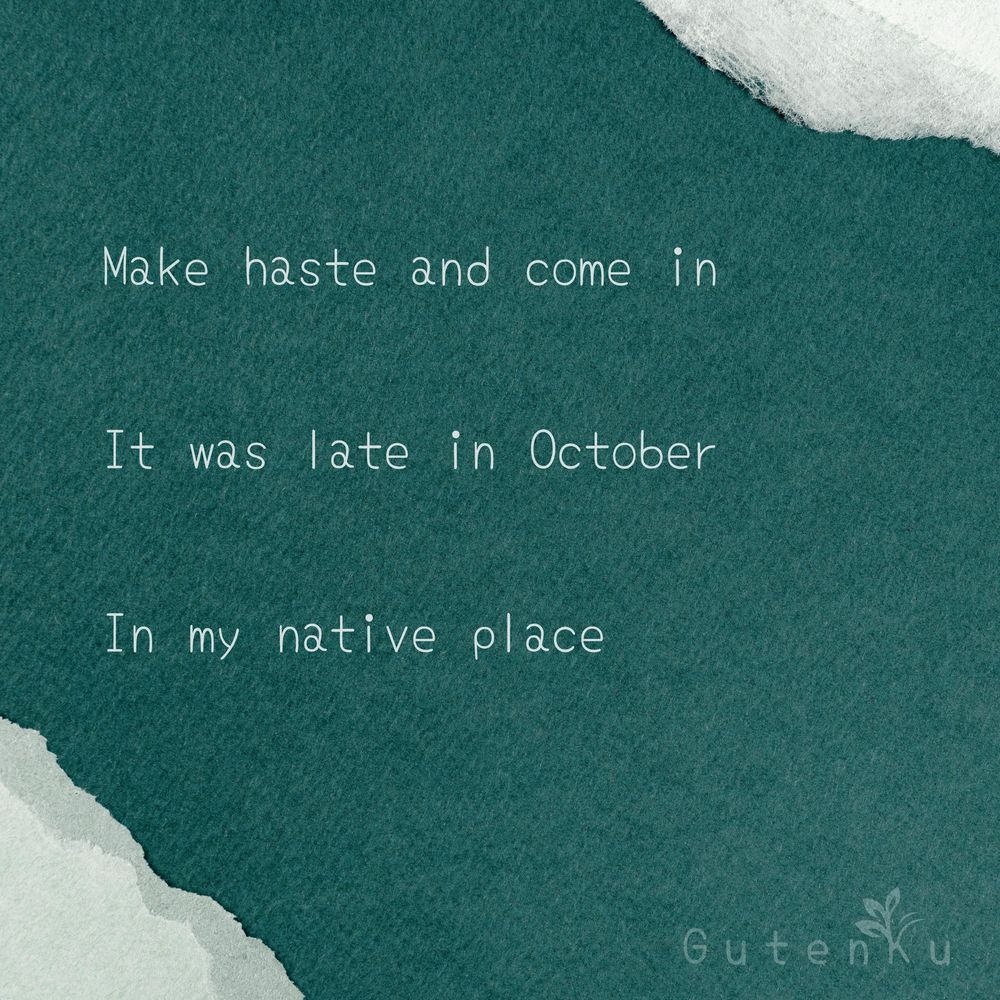 Make haste and come in
It was late in October
In my native place
GutenKu